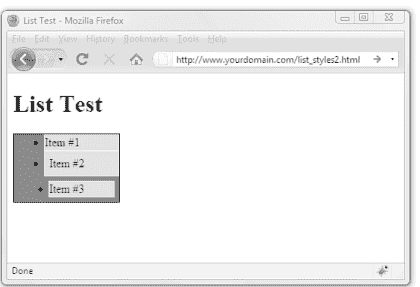 List Test - Mozilla Firefox
File Edit View History Bookmarks Tools Help
http://www.yourdomain.com/list_styles2.html
List Test
Item #1
Item #2
Item #3
Done